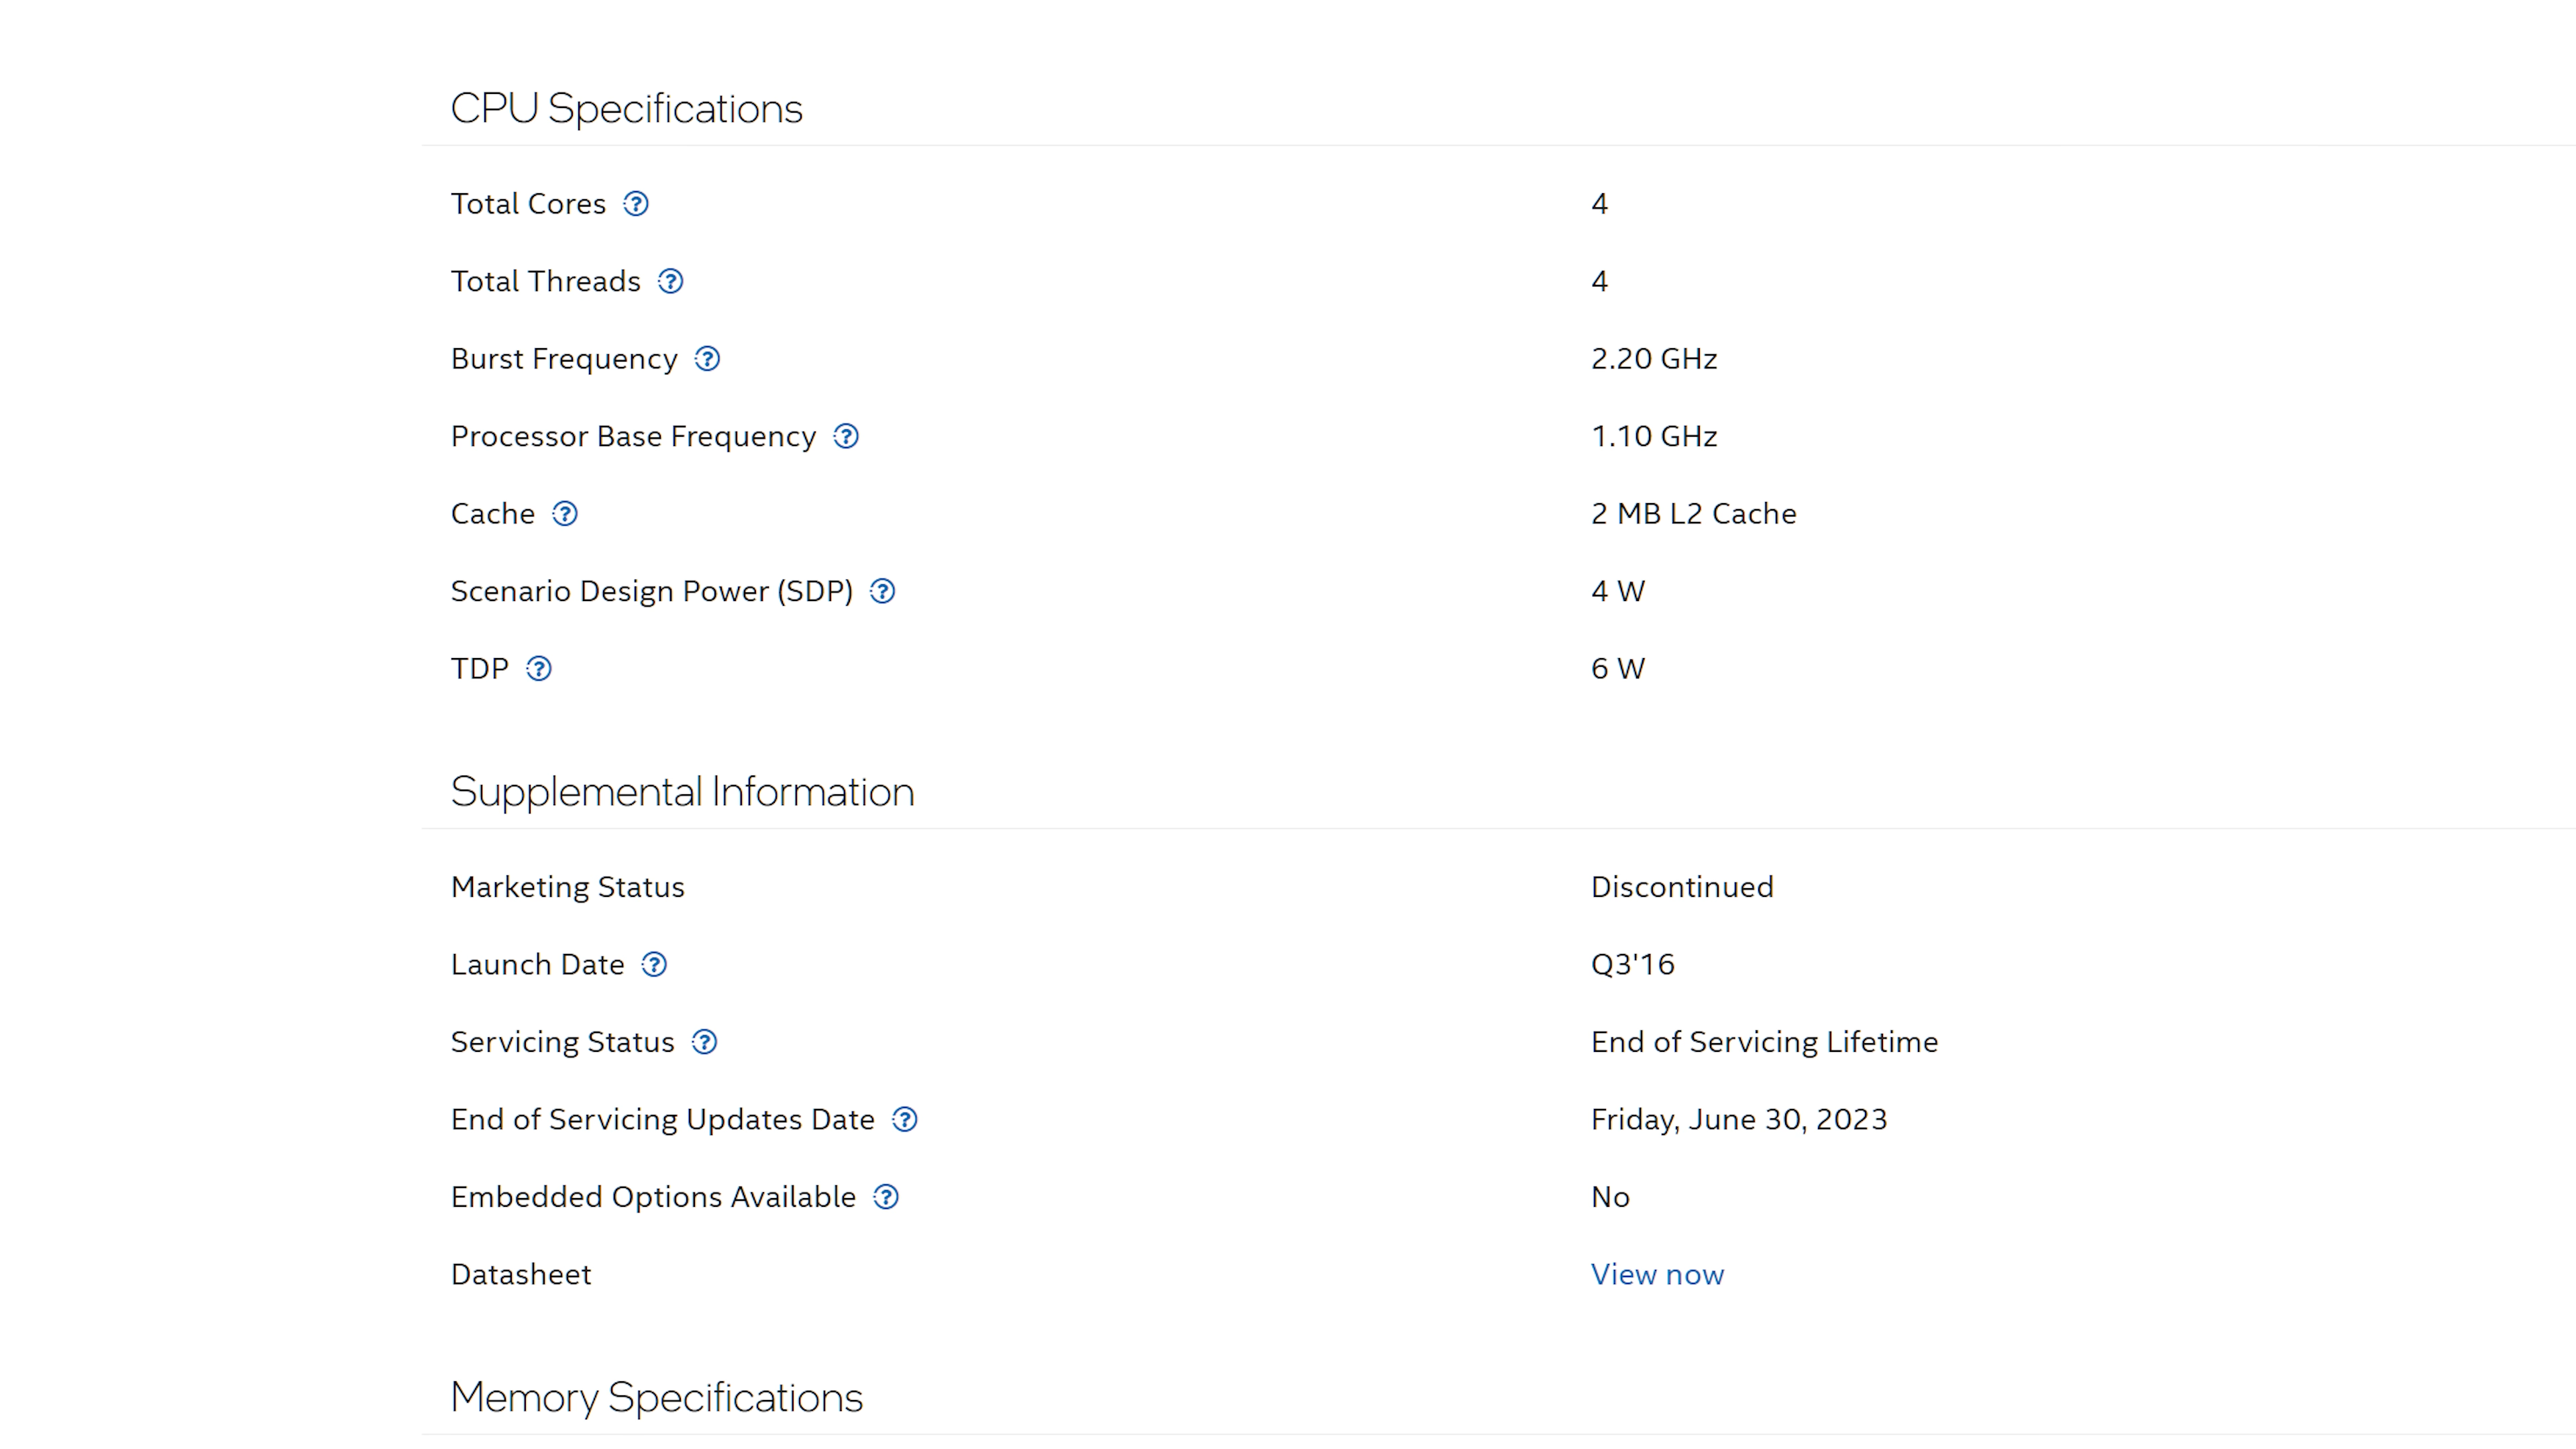 CPU Specifications
Total Cores 4
Total Threads 4
Burst Frequency 2.20 GHz
Processor Base Frequency 1.10 GHz
Cache 2 MB L2 Cache
Scenario Design Power (SDP) 4 W
TDP 6 W
Supplemental Information
Marketing Status Discontinued
Launch Date Q3'16
Servicing Status End of Servicing Lifetime
End of Servicing Updates Date Friday, June 30, 2023
Embedded Options Available No
Datasheet View now
Memory Specifications